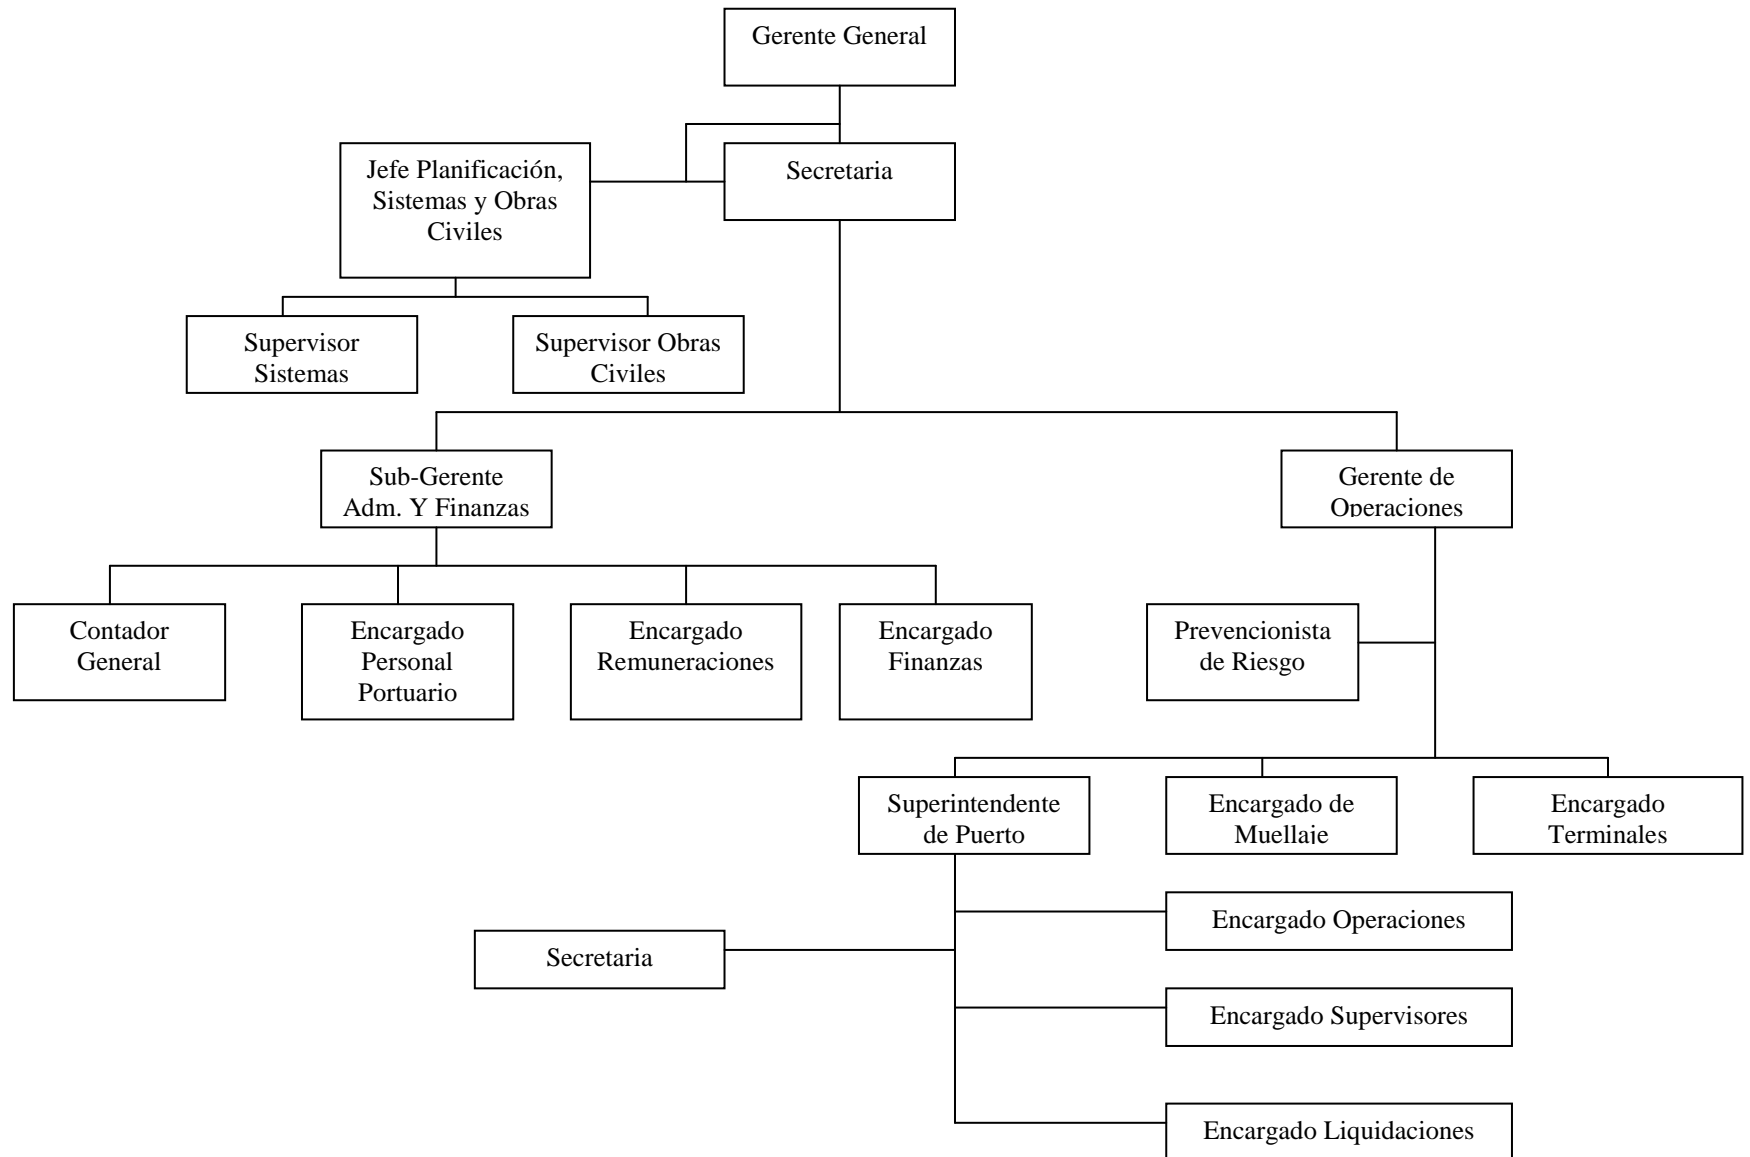 Gerente General
Jefe Planificación,
Sistemas y Obras
Civiles
Secretaria
Supervisor
Sistemas
Supervisor Obras
Civiles
Sub-Gerente
Adm. Y Finanzas
Gerente de
Operaciones
Contador
General
Encargado
Personal
Portuario
Encargado
Remuneraciones
Encargado
Finanzas
Prevencionista
de Riesgo
Superintendente
de Puerto
Encargado de
Muellaje
Encargado
Terminales
Encargado Operaciones
Secretaria
Encargado Supervisores
Encargado Liquidaciones